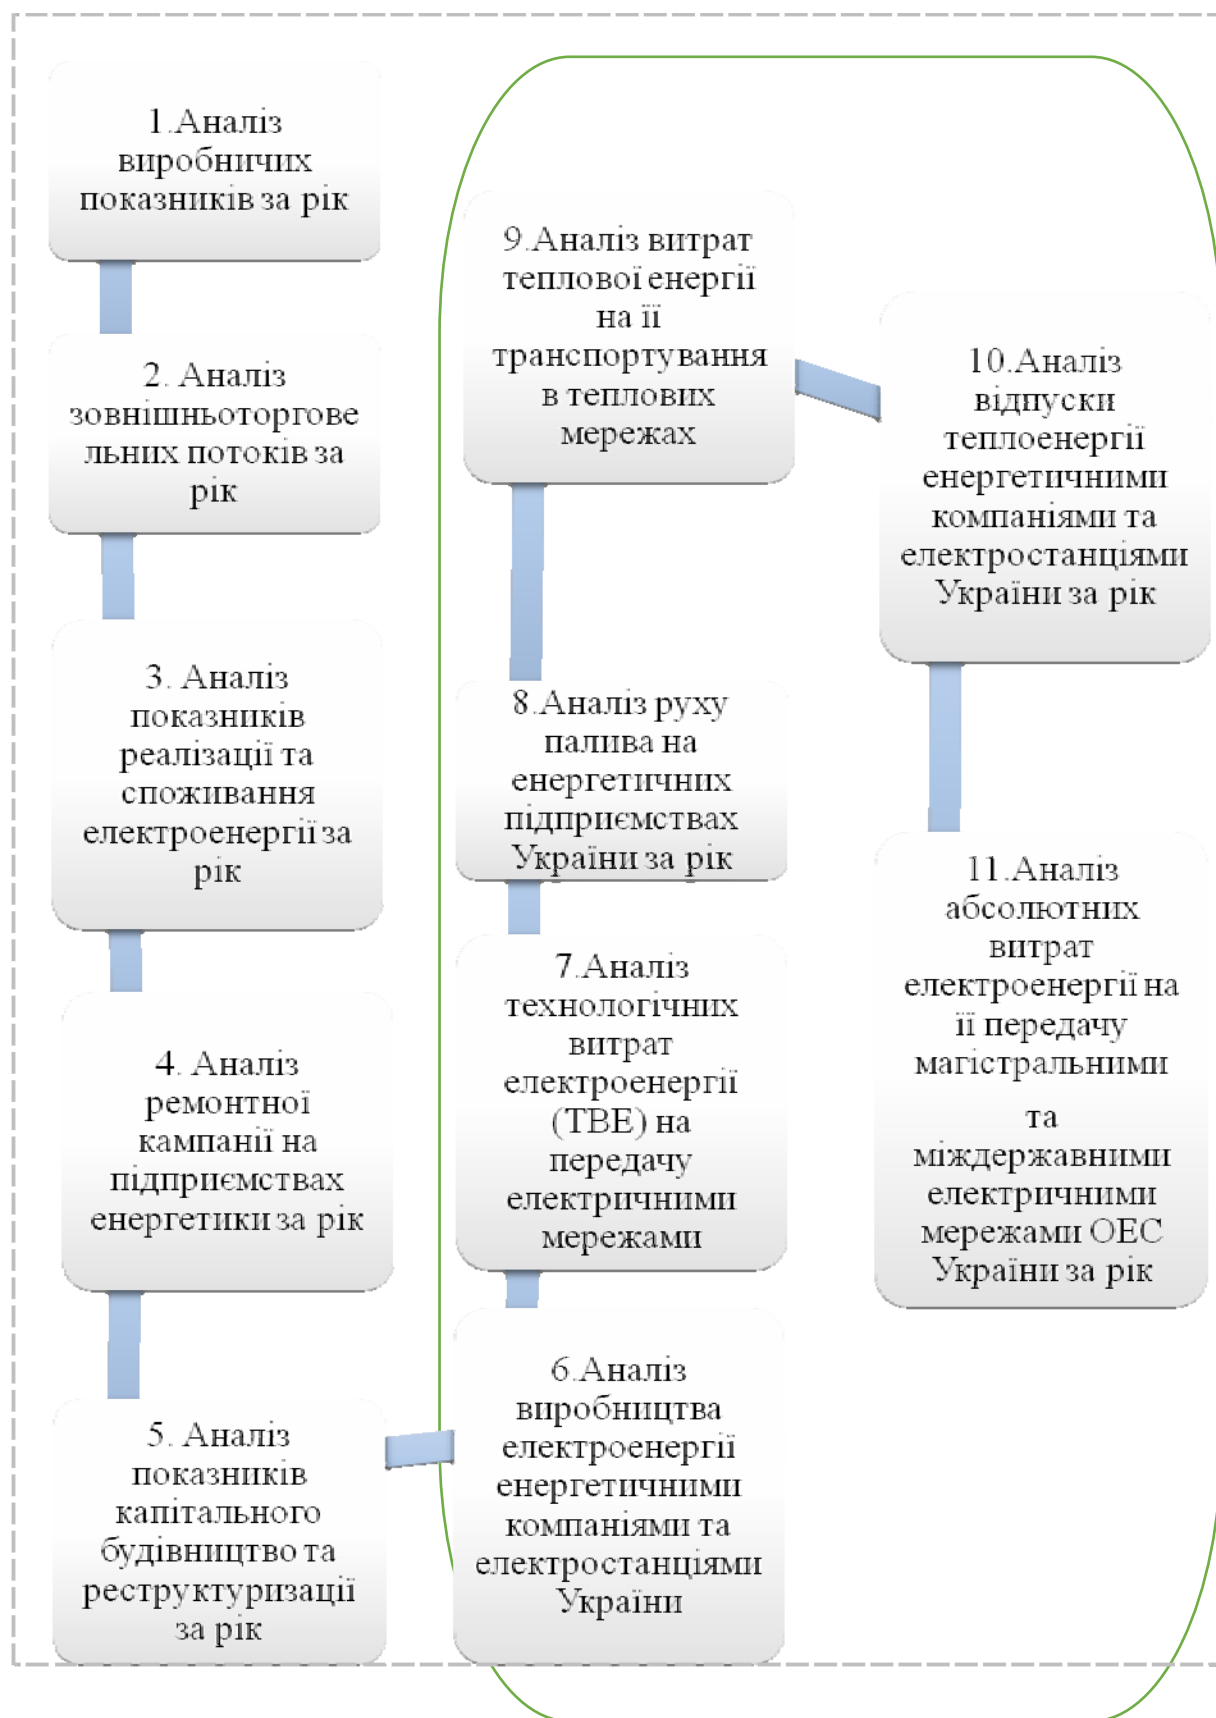 1.Аналіз
виробничих
показників за рік
2. Аналіз
зовнішньоторгове
льних потоків за
рік
3. Аналіз
показників
реалізації та
споживання
електроенергії за
рік
4. Аналіз
ремонтної
кампанії на
підприємствах
енергетики за рік
5. Аналіз
показників
капітального
будівництво та
реструктуризації
за рік
6.Аналіз
виробництва
електроенергії
енергетичними
компаніями та
електростанціями
України
7.Аналіз
технологічних
витрат
електроенергії
(ТВЕ) на
передачу
електричними
мережами
8.Аналіз руху
палива на
енергетичних
підприємствах
України за рік
9.Аналіз витрат
теплової енергії
на її
транспортування
в теплових
мережах
10.Аналіз
відпуски
теплоенергії
енергетичними
компаніями та
електростанціями
України за рік
11.Аналіз
абсолютних
витрат
електроенергії на
її передачу
магістральними
та
міждержавними
електричними
мережами ОЕС
України за рік